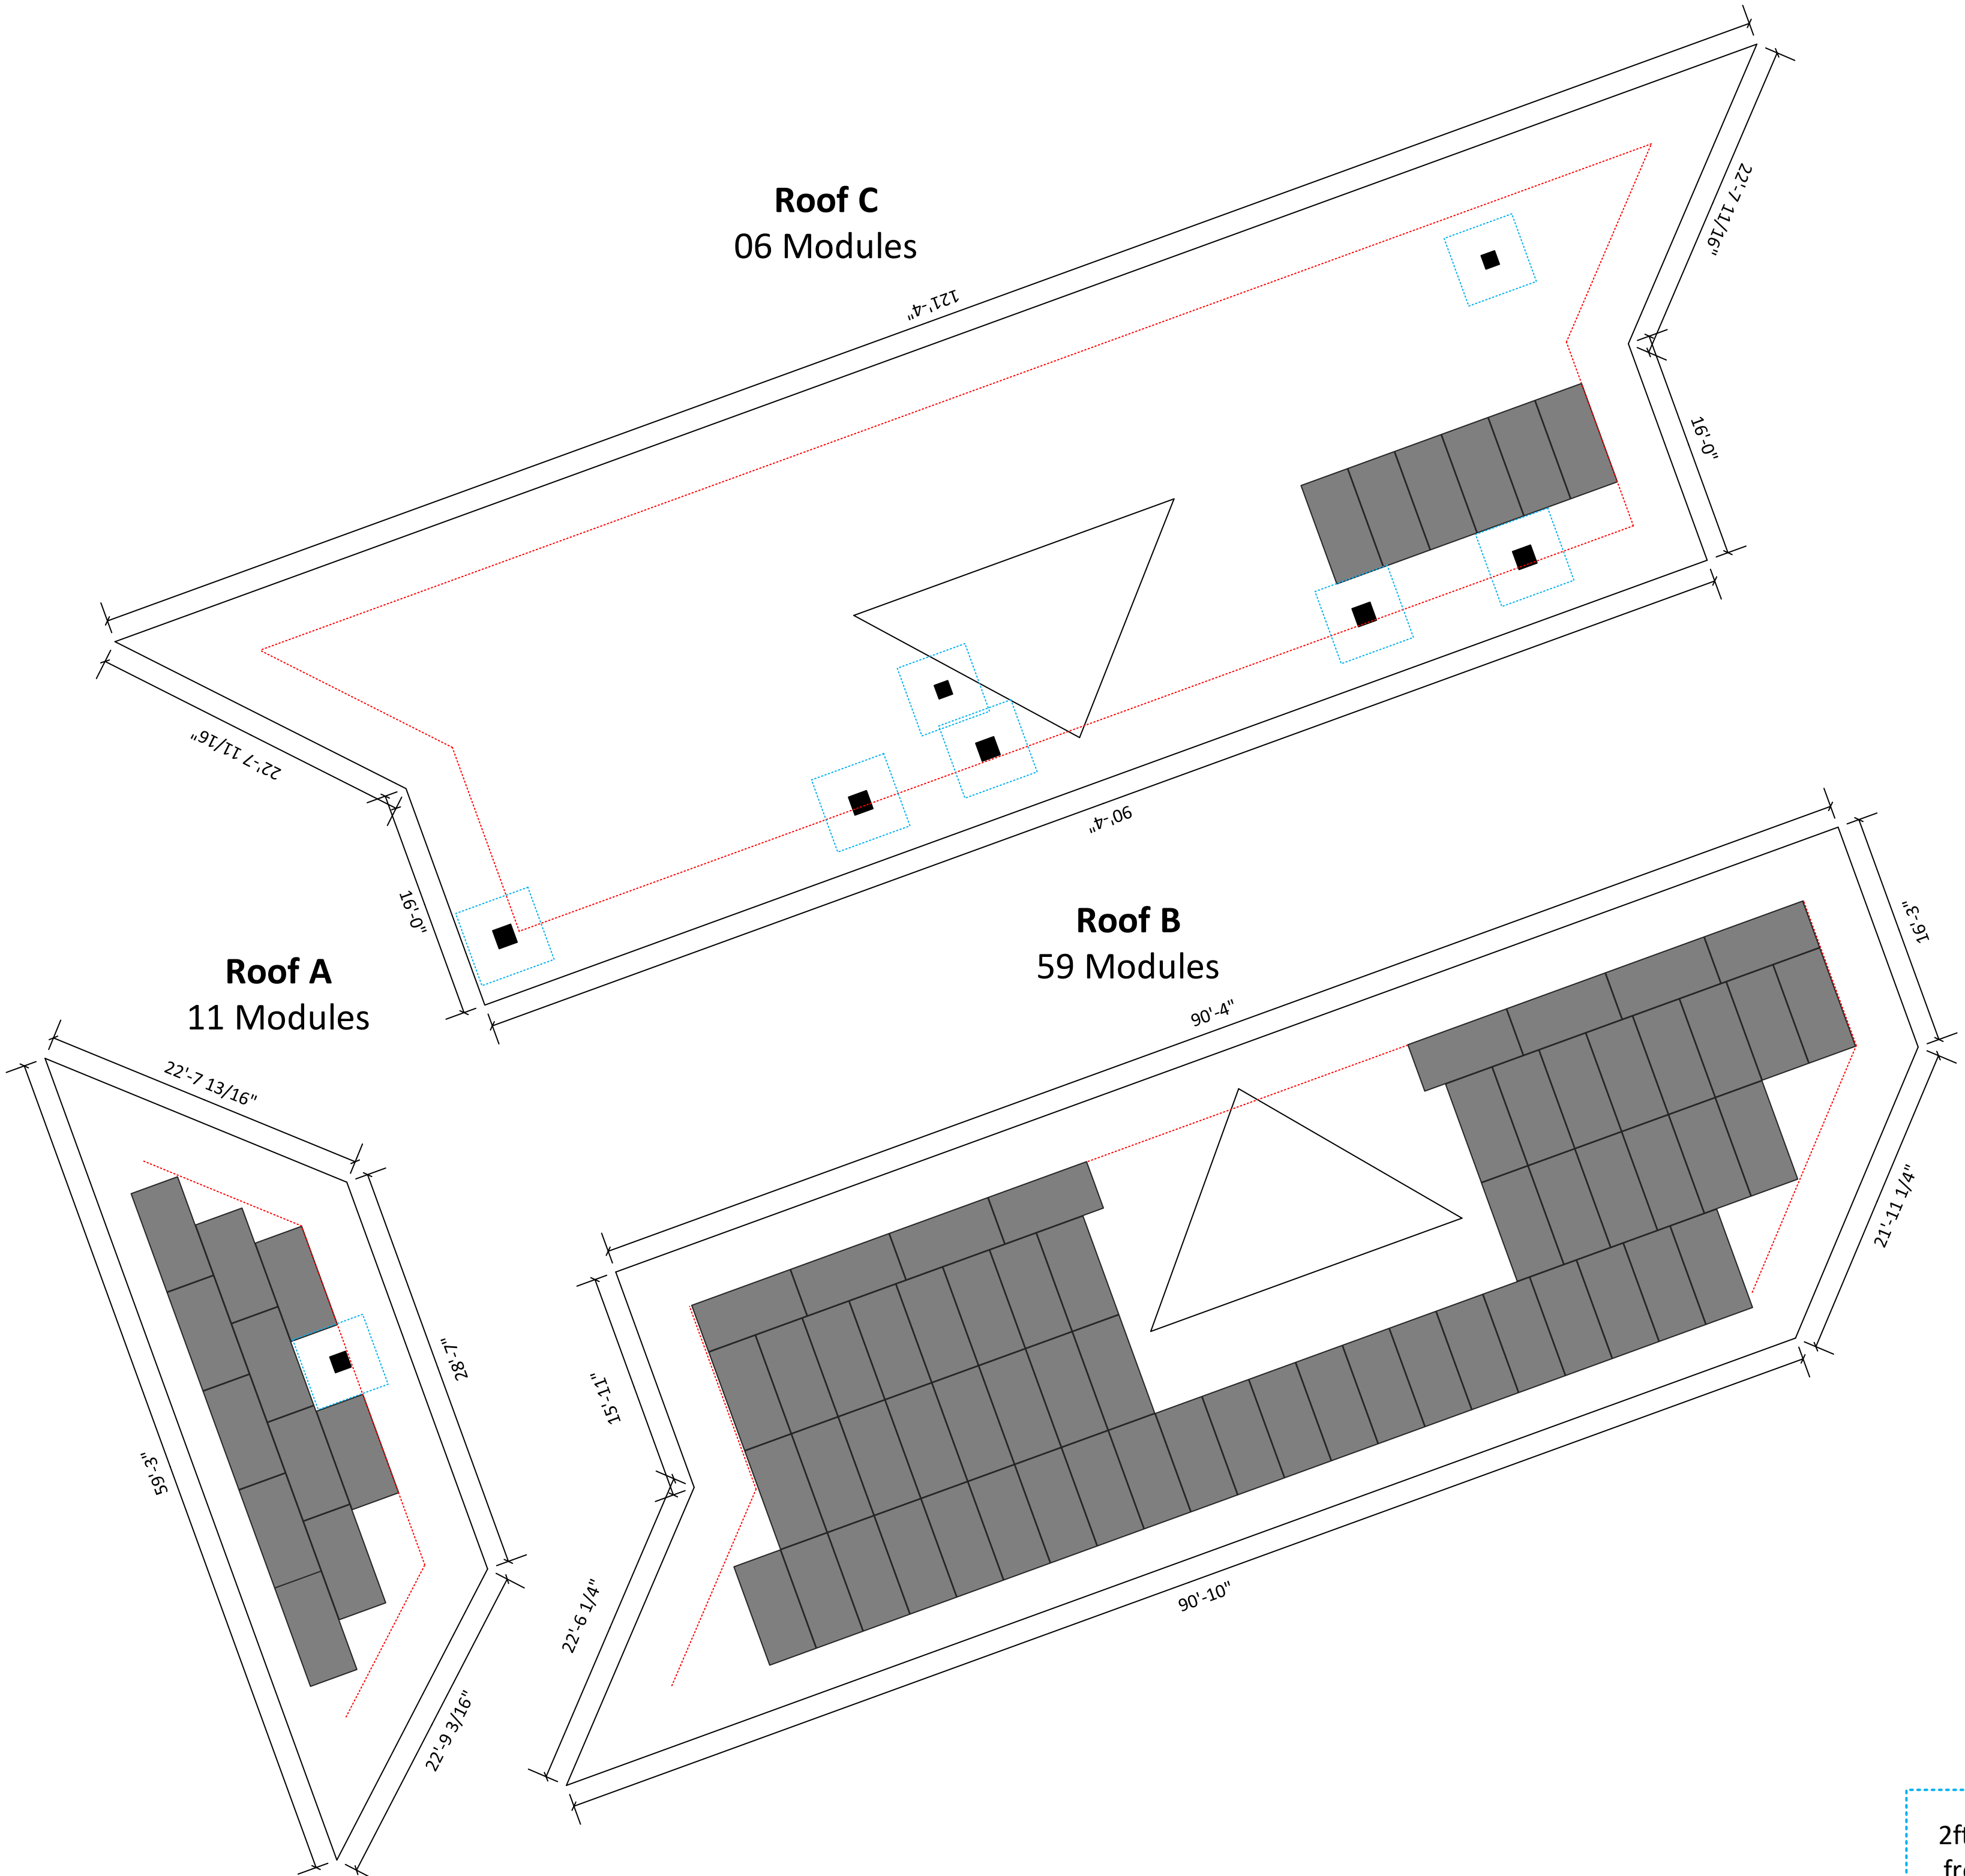 Roof C
06 Modules
121'-4"
22'-7 11/16"
16'-0"
22'-7 11/16"
16'-0"
90'-4"
Roof A
11 Modules
22'-7 13/16"
28'-7"
59'-3"
22'-9 3/16"
Roof B
59 Modules
90'-4"
16'-3"
15'-11"
21'-11 1/4"
22'-6 1/4"
90'-10"
2ft